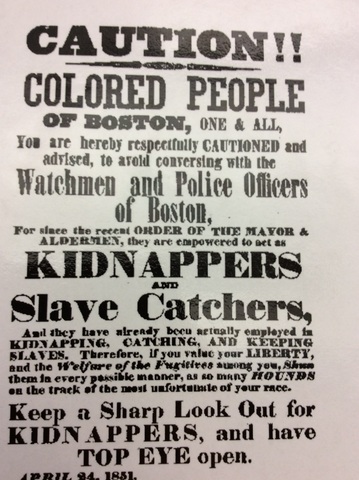 CAUTION!!
COLORED PEOPLE
OF BOSTON, ONE & ALL,
You are hereby respectfully CAUTIONED and
advised, to avoid conversing with the
Watchmen and Police Officers
of Boston,
For since the recent ORDER OF THE MAYOR &
ALDERMEN, they are empowered to act as
KIDNAPPERS
AND
Slave Catchers,
And they have already been actually employed in
KIDNAPPING, CATCHING, AND KEEPING
SLAVES. Therefore, if you value your LIBERTY,
and the Welfare of the Fugitives among you, Shun
them in every possible manner, as so many HOUNDS
on the track of the most unfortunate of your race.
Keep a Sharp Look Out for
KIDNAPPERS, and have
TOP EYE open.
APRIL 24, 1851.